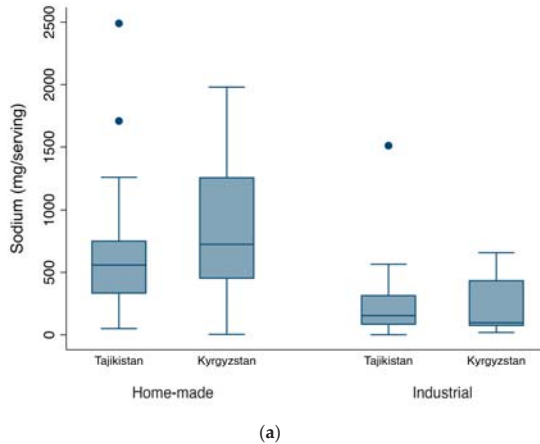 2500
2000
1500
1000
500
0
Sodium (mg/serving)
Tajikistan Kyrgyzstan Tajikistan Kyrgyzstan
Home-made Industrial
(a)